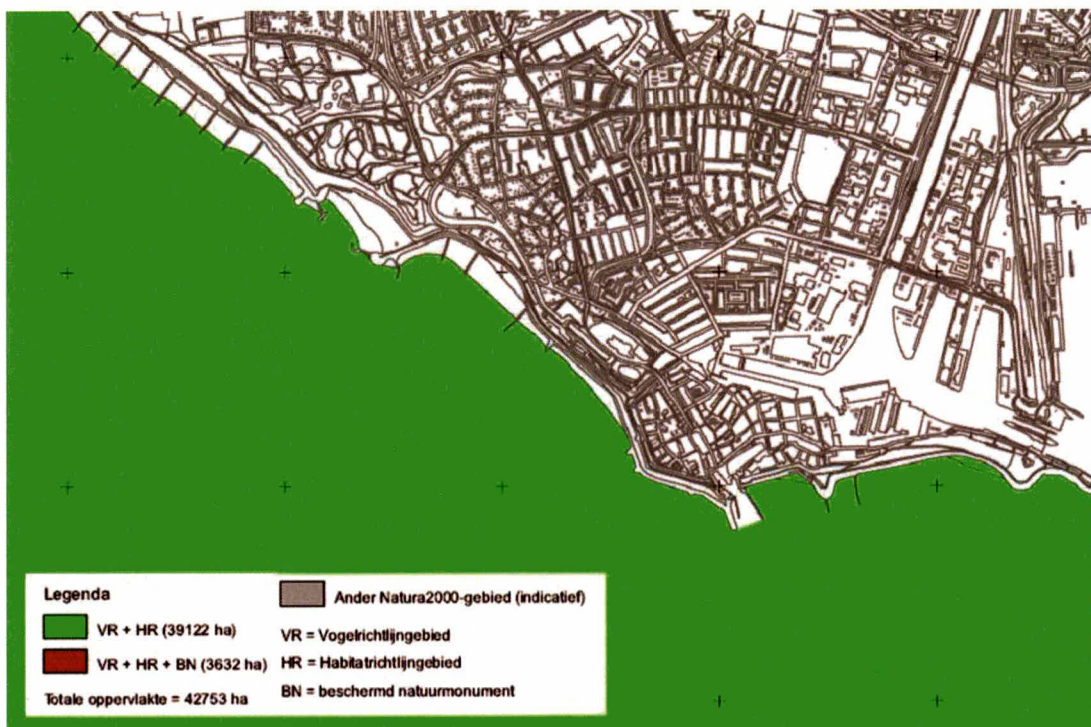 Legenda
VR + HR (39122 ha)
VR + HR + BN (3632 ha)
Totale oppervlakte = 42753 ha
Ander Natura2000-gebied (indicatief)
VR = Vogelrichtlijngebied
HR = Habitatrichtlijngebied
BN = beschermd natuurmonument